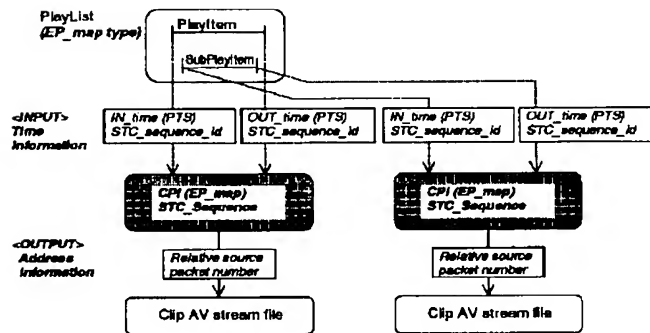 PlayList
(EP_map type)
PlayItem
SubPlayItem
<INPUT>
Time
Information
IN_time (PTS)
STC_sequence_id
OUT_time (PTS)
STC_sequence_id
IN_time (PTS)
STC_sequence_id
OUT_time (PTS)
STC_sequence_id
CPI (EP_map)
STC_Sequence
CPI (EP_map)
STC_Sequence
<OUTPUT>
Address
Information
Relative source
packet number
Relative source
packet number
Clip AV stream file
Clip AV stream file